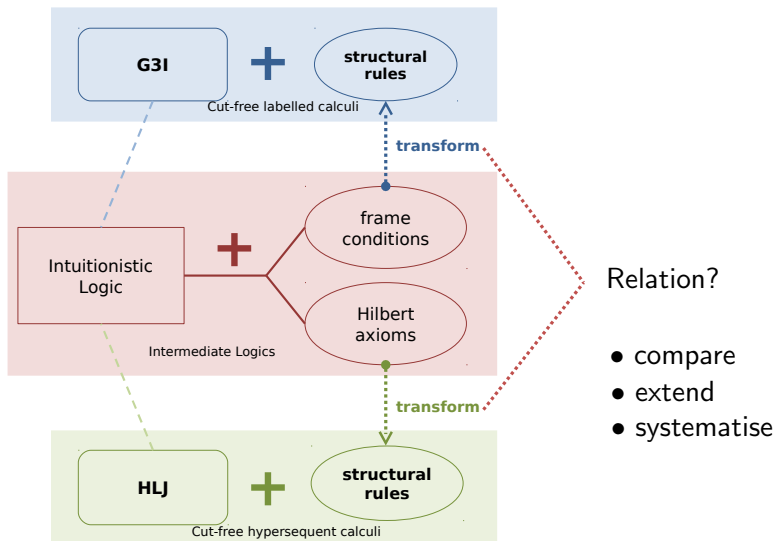 G3I
structural
rules
Cut-free labelled calculi
transform
frame
conditions
Intuitionistic
Logic
Hilbert
axioms
Intermediate Logics
transform
HLJ
structural
rules
Cut-free hypersequent calculi
Relation?
• compare
• extend
• systematise